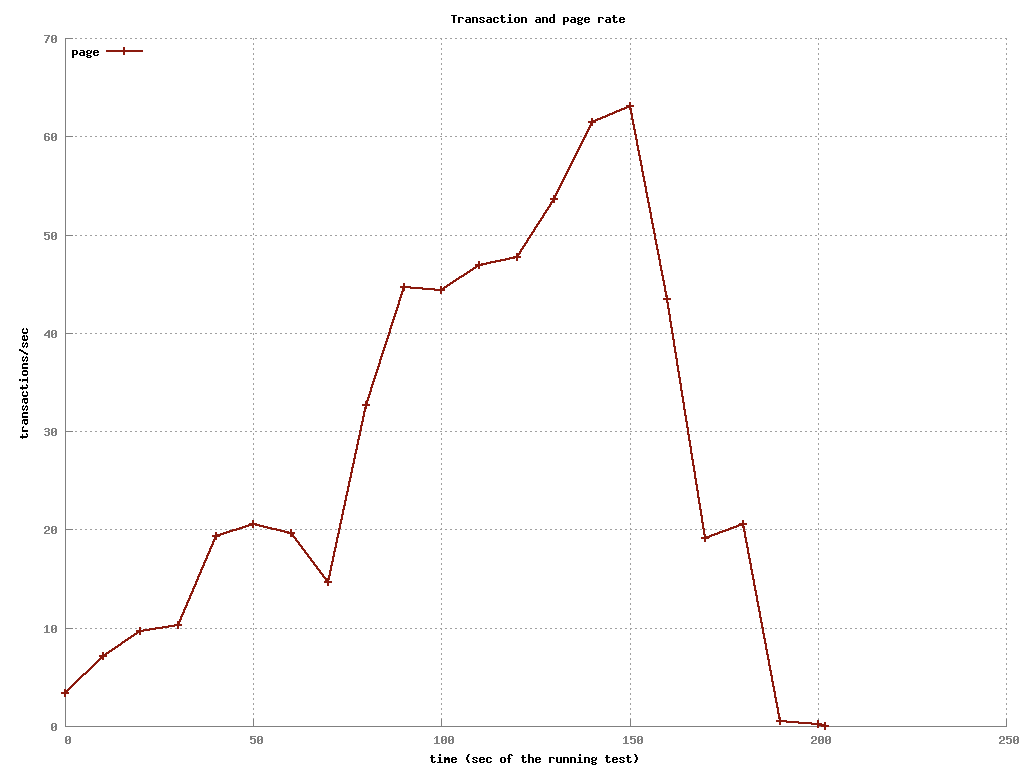 Transaction and page rate
70
page
60
50
40
30
20
10
0
transactions/sec
0 50 100 150 200 250
time (sec of the running test)